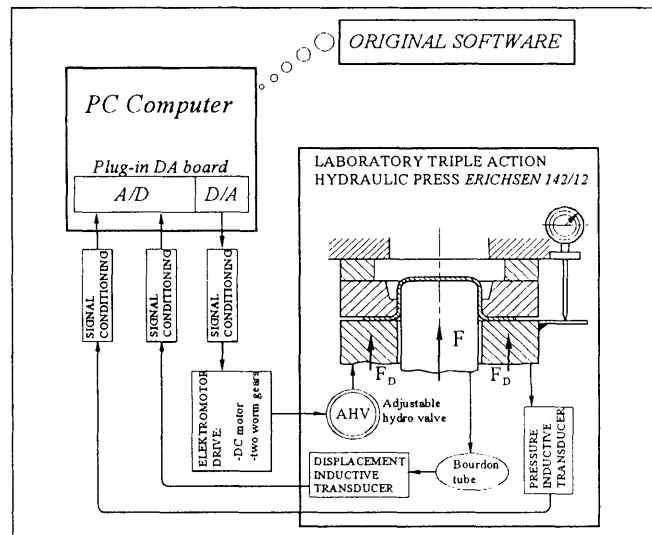 ORIGINAL SOFTWARE
PC Computer
Plug-in DA board
A/D
D/A
SIGNAL
CONDITIONING
SIGNAL
CONDITIONING
SIGNAL
CONDITIONING
ELEKTROMOTOR
DRIVE:
-DC motor
-two worm gears
LABORATORY TRIPLE ACTION
HYDRAULIC PRESS ERICHSEN 142/12
F
F_D
F_D
AHV
Adjustable
hydro valve
DISPLACEMENT
INDUCTIVE
TRANSDUCER
Bourdon
tube
PRESSURE
INDUCTIVE
TRANSDUCER